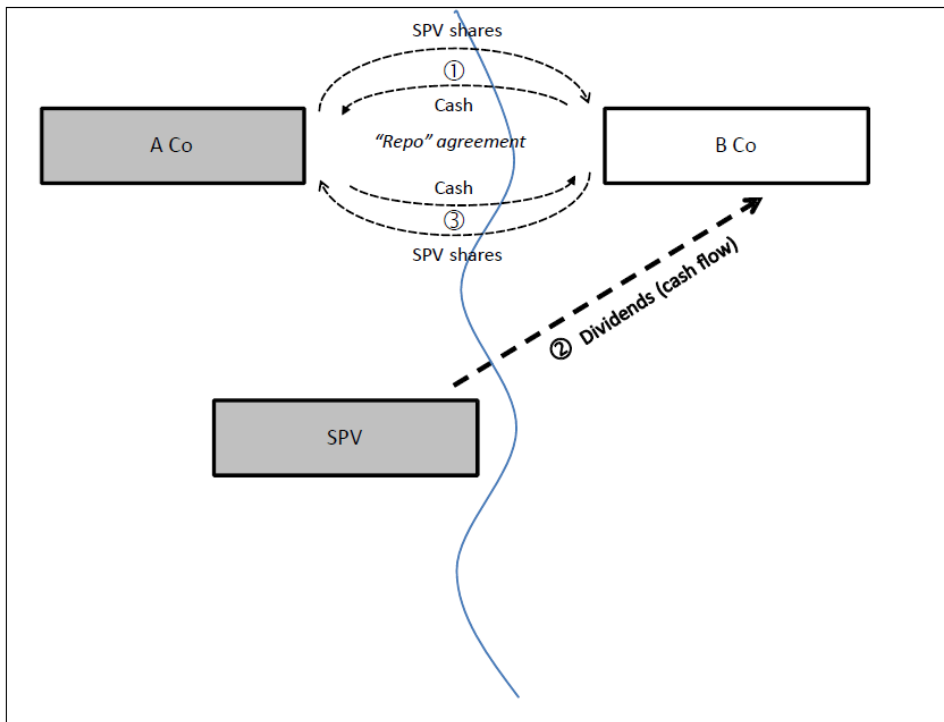 SPV shares
①
Cash
A Co
“Repo” agreement
B Co
Cash
③
SPV shares
② Dividends (cash flow)
SPV